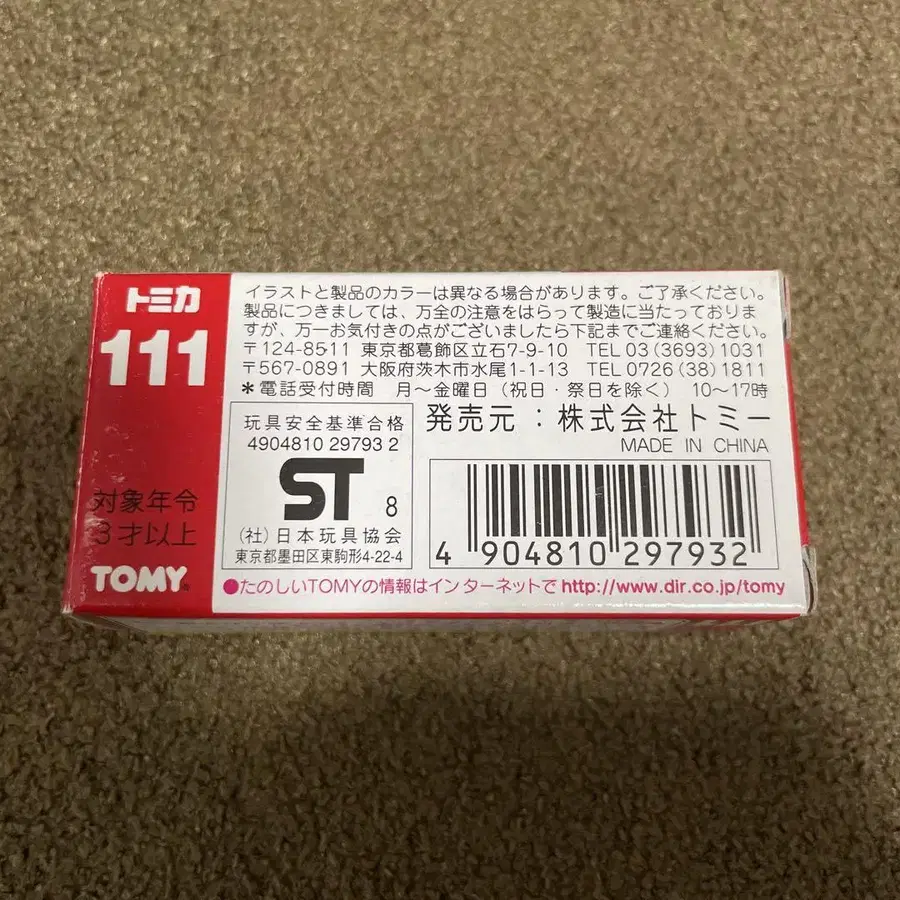 トミカ
111
対象年令
3才以上
TOMY®
イラストと製品のカラーは異なる場合があります。ご了承ください。
製品につきましては、万全の注意をはらって製造に当たっておりま
すが、万一お気付きの点がございましたら下記までご連絡ください。
〒124-8511 東京都葛飾区立石7-9-10 TEL 03 (3693) 1031
〒567-0891 大阪府茨木市水尾1-1-13 TEL 0726 (38) 1811
＊電話受付時間 月〜金曜日(祝日・祭日を除く) 10〜17時
玩具安全基準合格
4904810 29793 2
ST 8
(社)日本玩具協会
東京都墨田区東駒形4-22-4
発売元：株式会社トミー
MADE IN CHINA
4 904810 297932
●たのしいTOMYの情報はインターネットで http://www.dir.co.jp/tomy